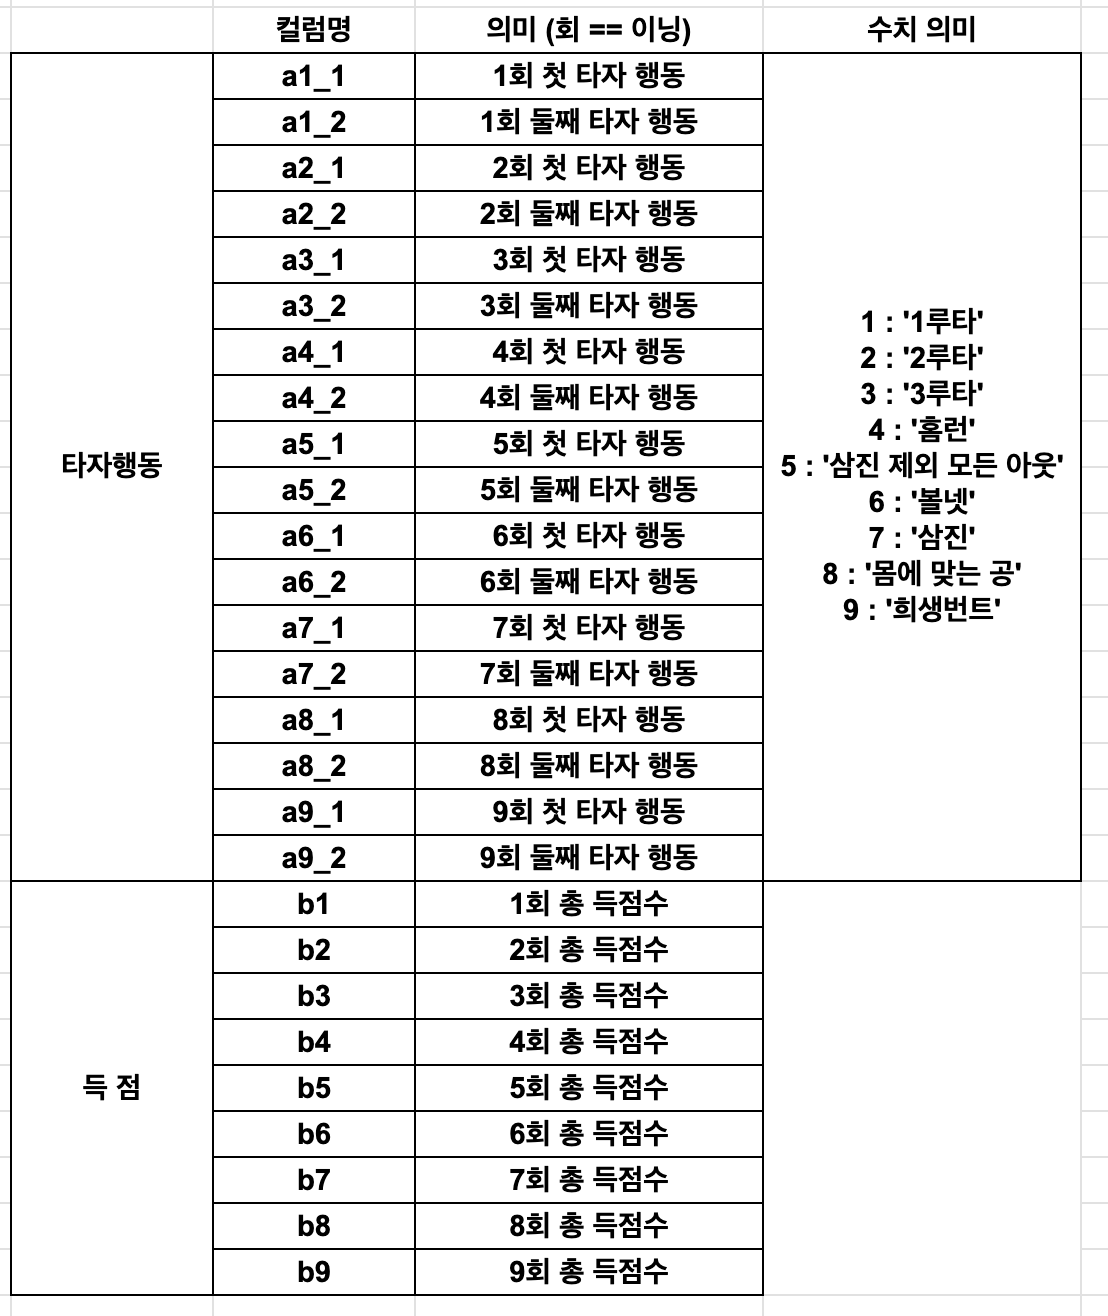 컬럼명 의미 (회 == 이닝) 수치 의미
타자행동
a1_1 1회 첫 타자 행동
a1_2 1회 둘째 타자 행동
a2_1 2회 첫 타자 행동
a2_2 2회 둘째 타자 행동
a3_1 3회 첫 타자 행동
a3_2 3회 둘째 타자 행동
a4_1 4회 첫 타자 행동
a4_2 4회 둘째 타자 행동
a5_1 5회 첫 타자 행동
a5_2 5회 둘째 타자 행동
a6_1 6회 첫 타자 행동
a6_2 6회 둘째 타자 행동
a7_1 7회 첫 타자 행동
a7_2 7회 둘째 타자 행동
a8_1 8회 첫 타자 행동
a8_2 8회 둘째 타자 행동
a9_1 9회 첫 타자 행동
a9_2 9회 둘째 타자 행동
1 : '1루타'
2 : '2루타'
3 : '3루타'
4 : '홈런'
5 : '삼진 제외 모든 아웃'
6 : '볼넷'
7 : '삼진'
8 : '몸에 맞는 공'
9 : '희생번트'
득 점
b1 1회 총 득점수
b2 2회 총 득점수
b3 3회 총 득점수
b4 4회 총 득점수
b5 5회 총 득점수
b6 6회 총 득점수
b7 7회 총 득점수
b8 8회 총 득점수
b9 9회 총 득점수